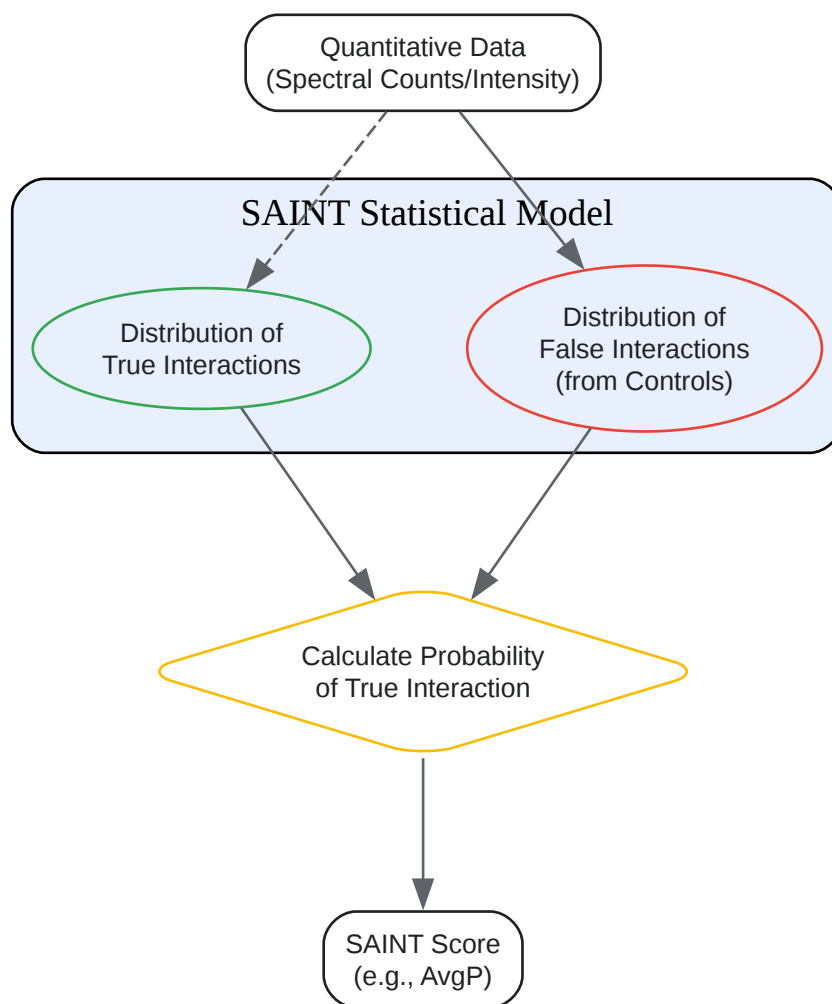 Quantitative Data
(Spectral Counts/Intensity)
SAINT Statistical Model
Distribution of
True Interactions
Distribution of
False Interactions
(from Controls)
Calculate Probability
of True Interaction
SAINT Score
(e.g., AvgP)